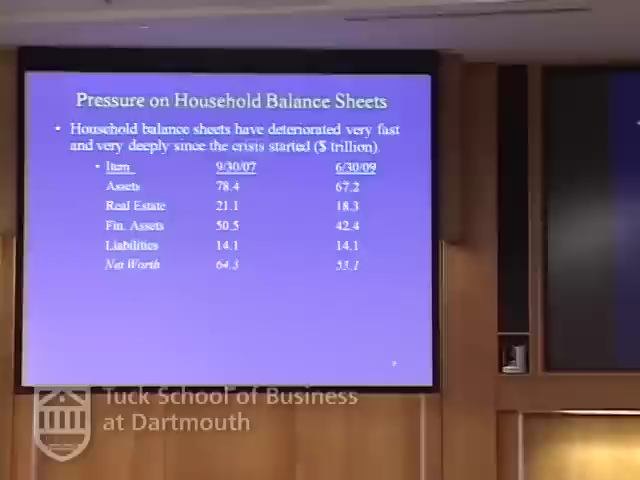 Pressure on Household Balance Sheets
• Household balance sheets have deteriorated very fast
and very deeply since the crisis started ($ trillion).
• Item 9/30/07 6/30/09
Assets 78.4 67.2
Real Estate 21.1 18.3
Fin. Assets 50.5 42.4
Liabilities 14.1 14.1
Net Worth 64.3 53.1
Tuck School of Business
at Dartmouth